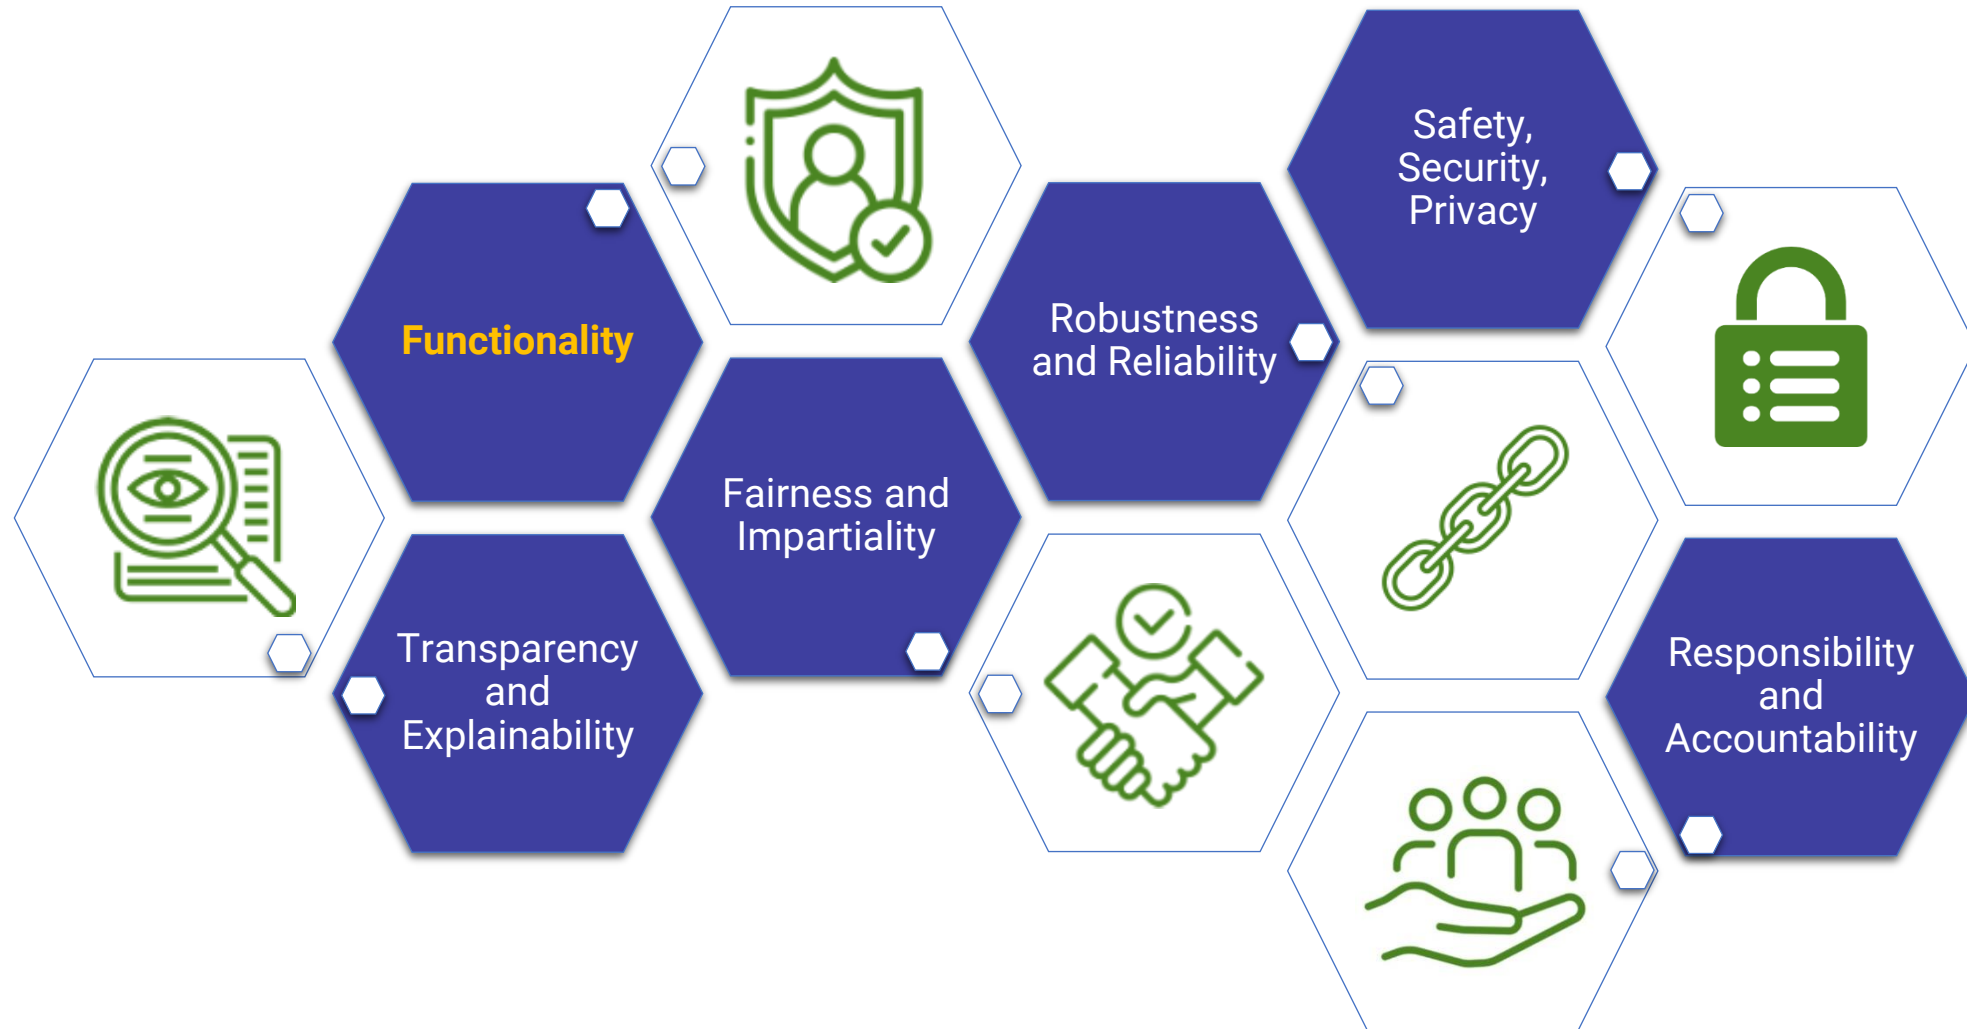 Functionality
Transparency
and
Explainability
Fairness and
Impartiality
Robustness
and Reliability
Safety,
Security,
Privacy
Responsibility
and
Accountability